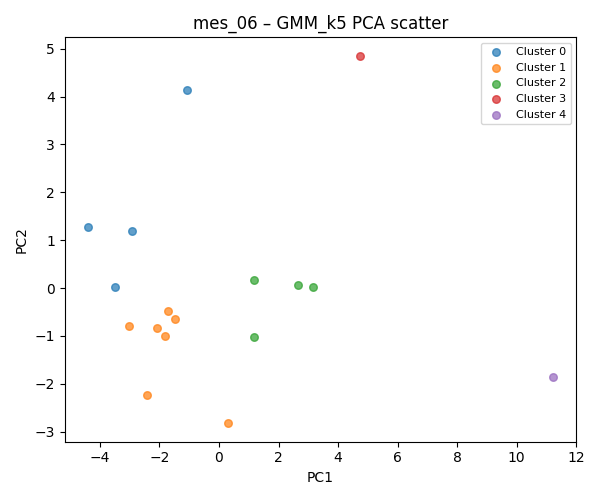 mes_06 – GMM_k5 PCA scatter
Cluster 0
Cluster 1
Cluster 2
Cluster 3
Cluster 4
5
4
3
2
1
0
−1
−2
−3
PC2
−4 −2 0 2 4 6 8 10 12
PC1